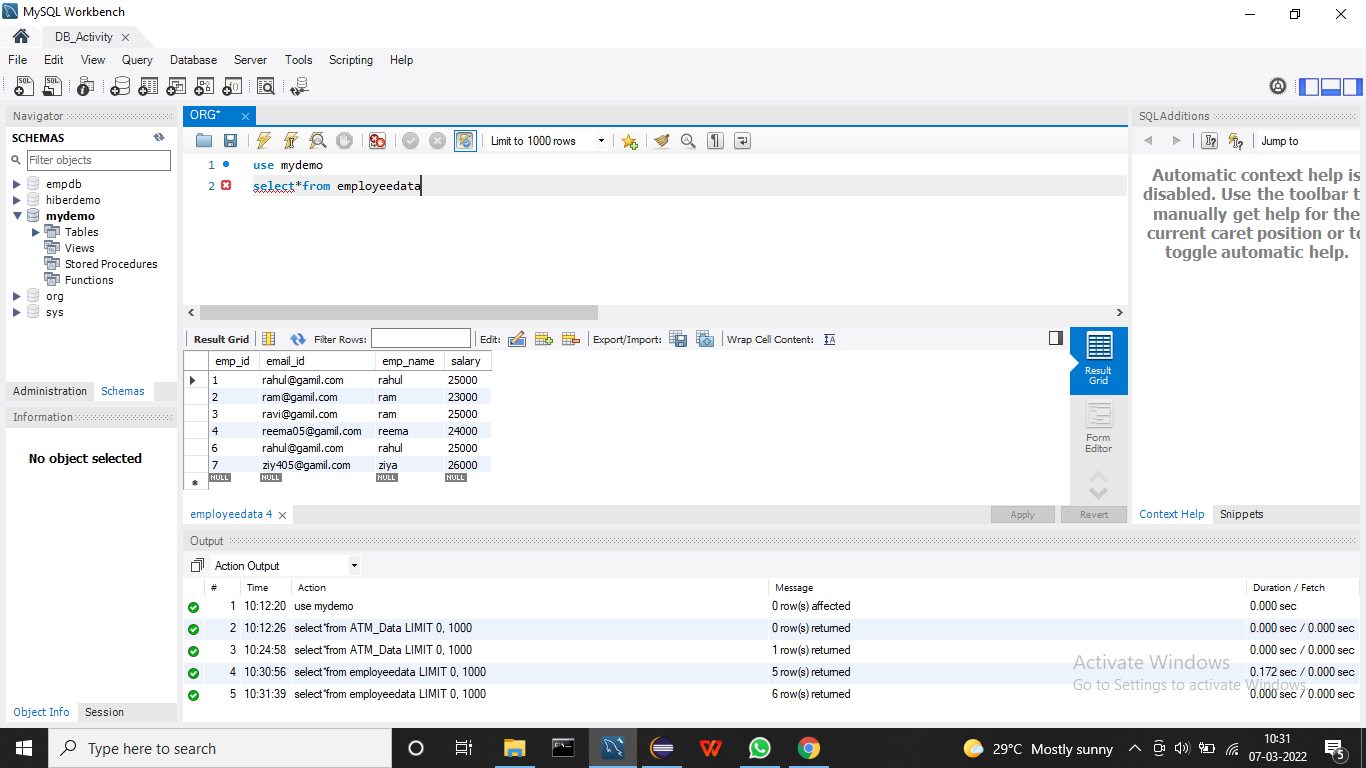 MySQL Workbench
DB_Activity
File Edit View Query Database Server Tools Scripting Help
Navigator
SCHEMAS
Filter objects
empdb
hiberdemo
mydemo
Tables
Views
Stored Procedures
Functions
org
sys
Administration Schemas
Information
No object selected
Object Info Session
ORG*
Limit to 1000 rows
1 use mydemo
2 select*from employeedata
Result Grid Filter Rows: Edit: Export/Import: Wrap Cell Content:
emp_id email_id emp_name salary
1 rahul@gamil.com rahul 25000
2 ram@gamil.com ram 23000
3 ravi@gamil.com ram 25000
4 reema05@gamil.com reema 24000
6 rahul@gamil.com rahul 25000
7 ziy405@gamil.com ziya 26000
NULL NULL NULL NULL
Result
Grid
Form
Editor
employeedata 4 Apply Revert
SQLAdditions
Jump to
Automatic context help is
disabled. Use the toolbar t
manually get help for the
current caret position or to
toggle automatic help.
Context Help Snippets
Output
Action Output
# Time Action Message Duration / Fetch
1 10:12:20 use mydemo 0 row(s) affected 0.000 sec
2 10:12:26 select*from ATM_Data LIMIT 0, 1000 0 row(s) returned 0.000 sec / 0.000 sec
3 10:24:58 select*from ATM_Data LIMIT 0, 1000 1 row(s) returned 0.000 sec / 0.000 sec
4 10:30:56 select*from employeedata LIMIT 0, 1000 5 row(s) returned 0.172 sec / 0.000 sec
5 10:31:39 select*from employeedata LIMIT 0, 1000 6 row(s) returned 0.000 sec / 0.000 sec
Activate Windows
Go to Settings to activate Windows.
Type here to search
29°C Mostly sunny
10:31
07-03-2022
5